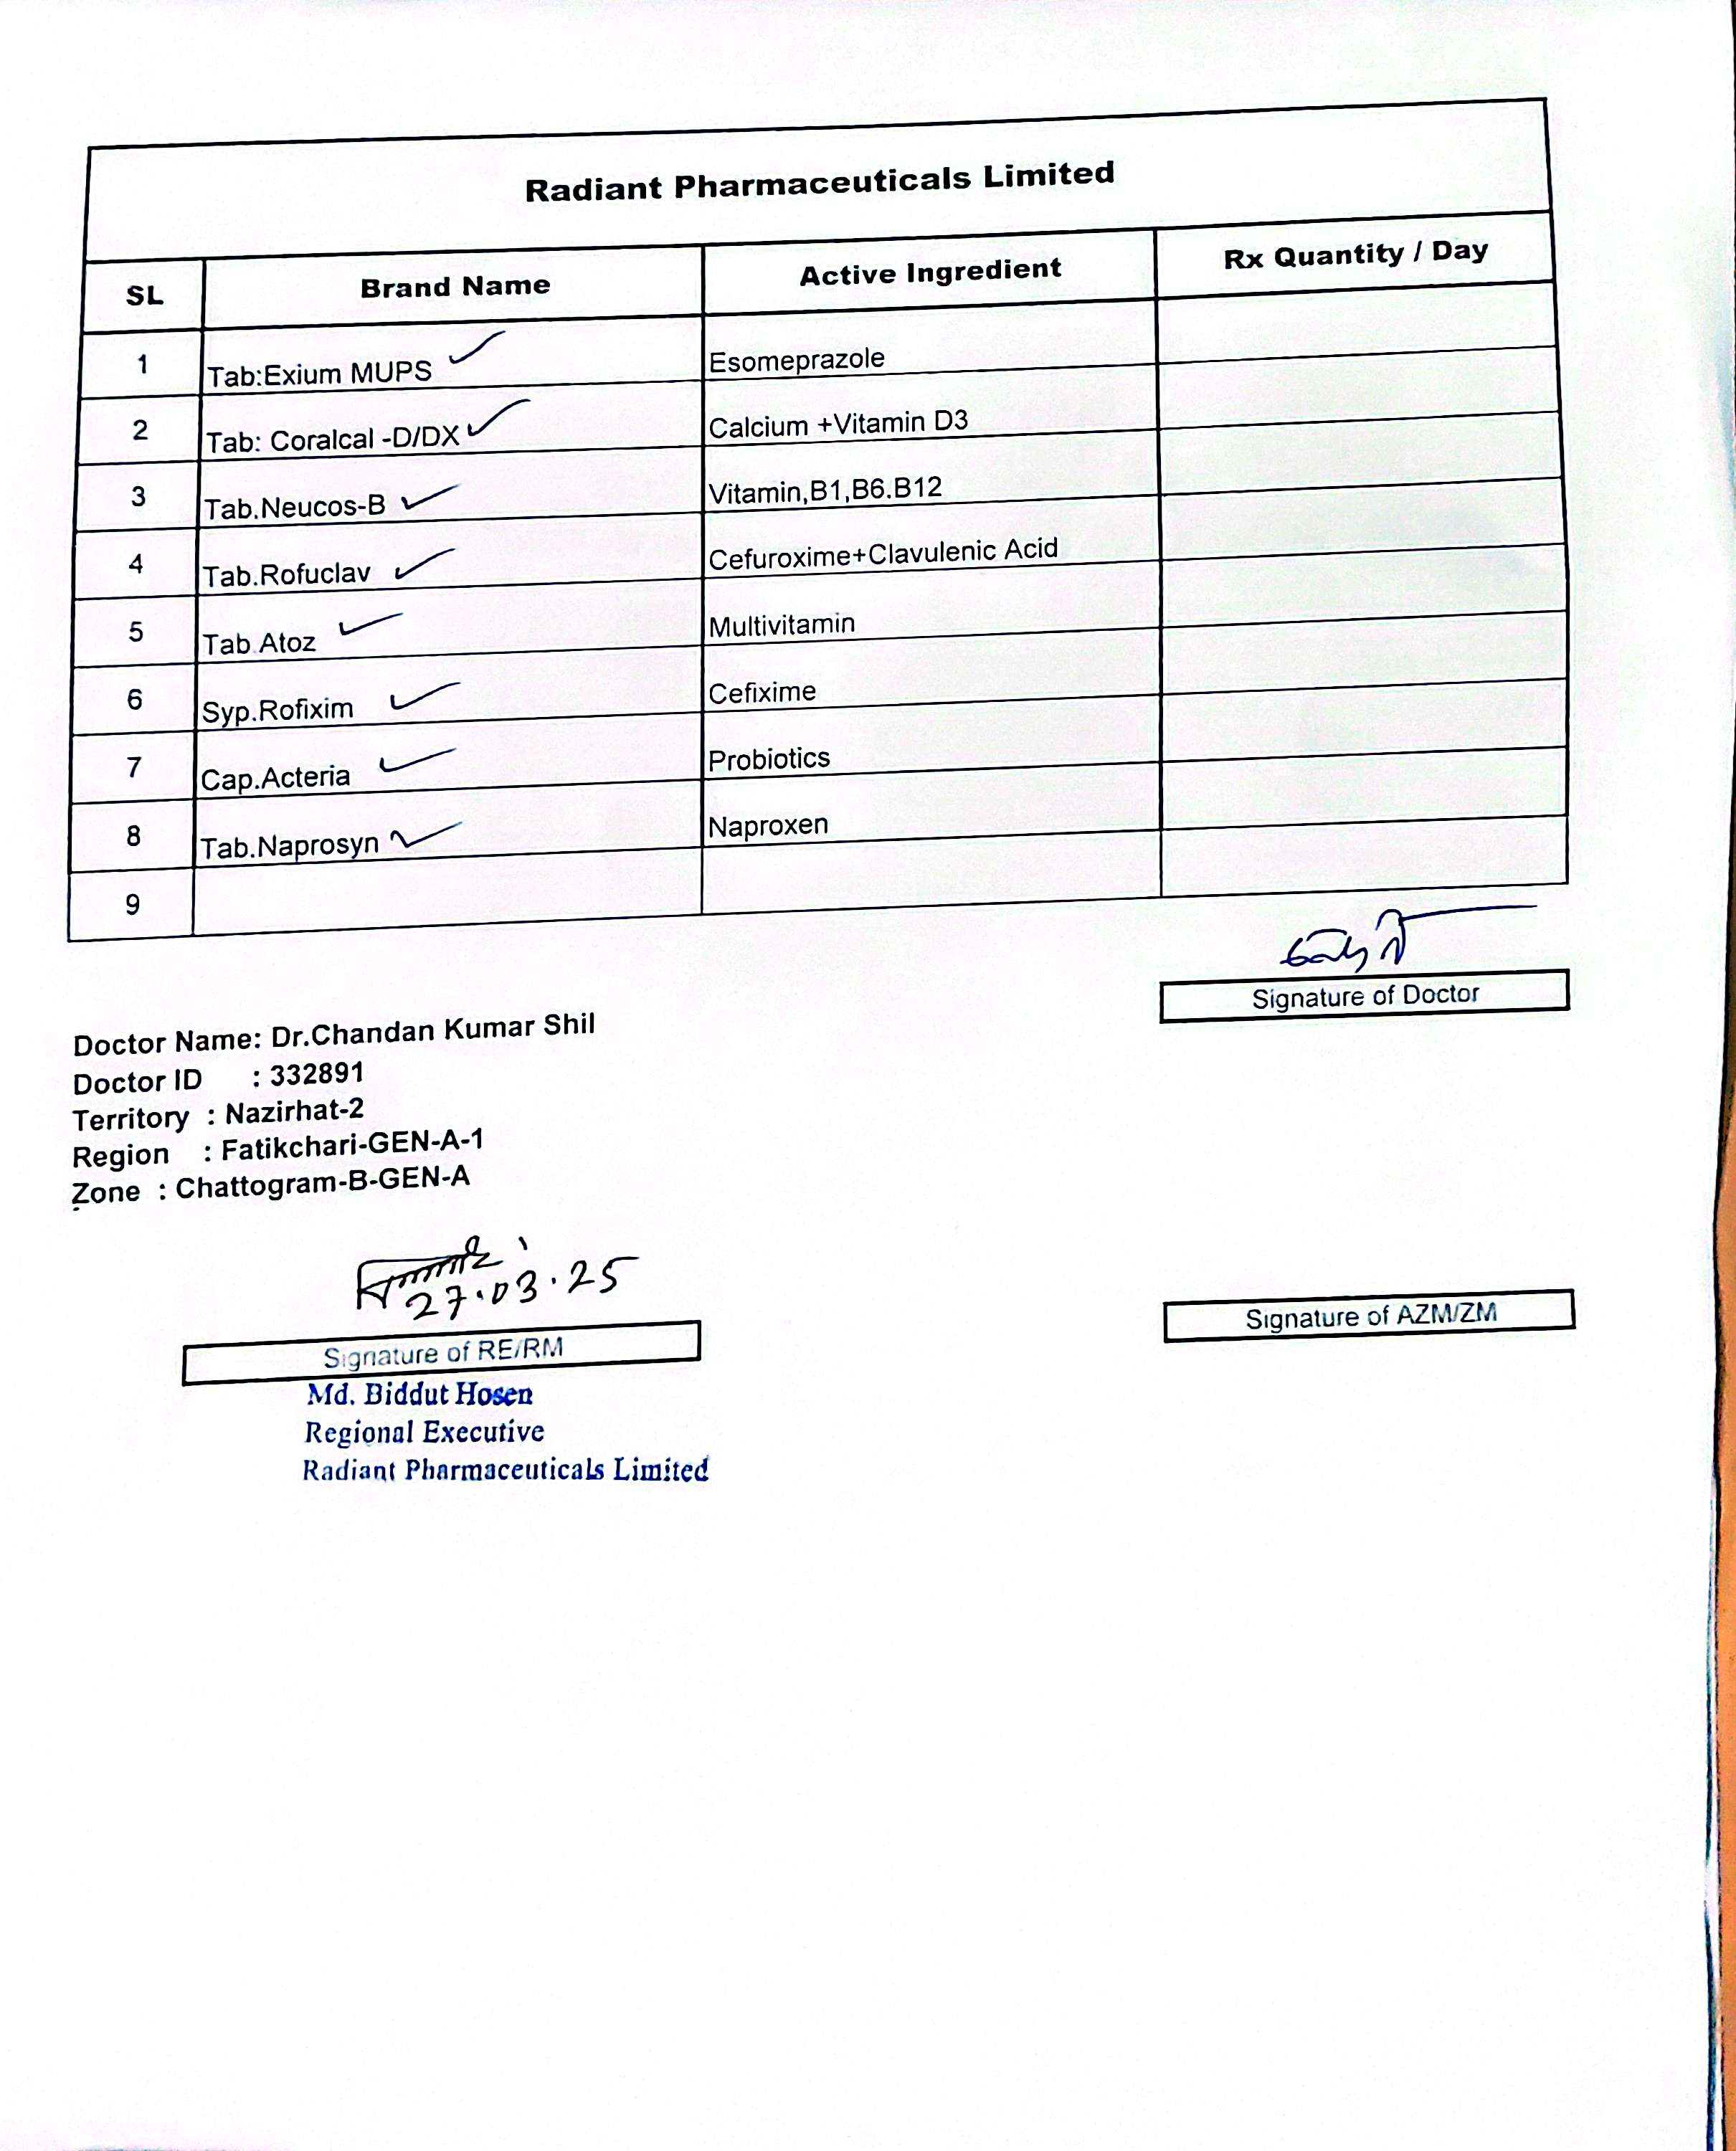 Radiant Pharmaceuticals Limited
SL Brand Name Active Ingredient Rx Quantity / Day
1 Tab:Exium MUPS ✓ Esomeprazole
2 Tab: Coralcal -D/DX ✓ Calcium +Vitamin D3
3 Tab.Neucos-B ✓ Vitamin,B1,B6.B12
4 Tab.Rofuclav ✓ Cefuroxime+Clavulenic Acid
5 Tab.Atoz ✓ Multivitamin
6 Syp.Rofixim ✓ Cefixime
7 Cap.Acteria ✓ Probiotics
8 Tab.Naprosyn ✓ Naproxen
9
Signature of Doctor
Doctor Name: Dr.Chandan Kumar Shil
Doctor ID : 332891
Territory : Nazirhat-2
Region : Fatikchari-GEN-A-1
Zone : Chattogram-B-GEN-A
27.03.25
Signature of RE/RM
Signature of AZM/ZM
Md. Biddut Hosen
Regional Executive
Radiant Pharmaceuticals Limited